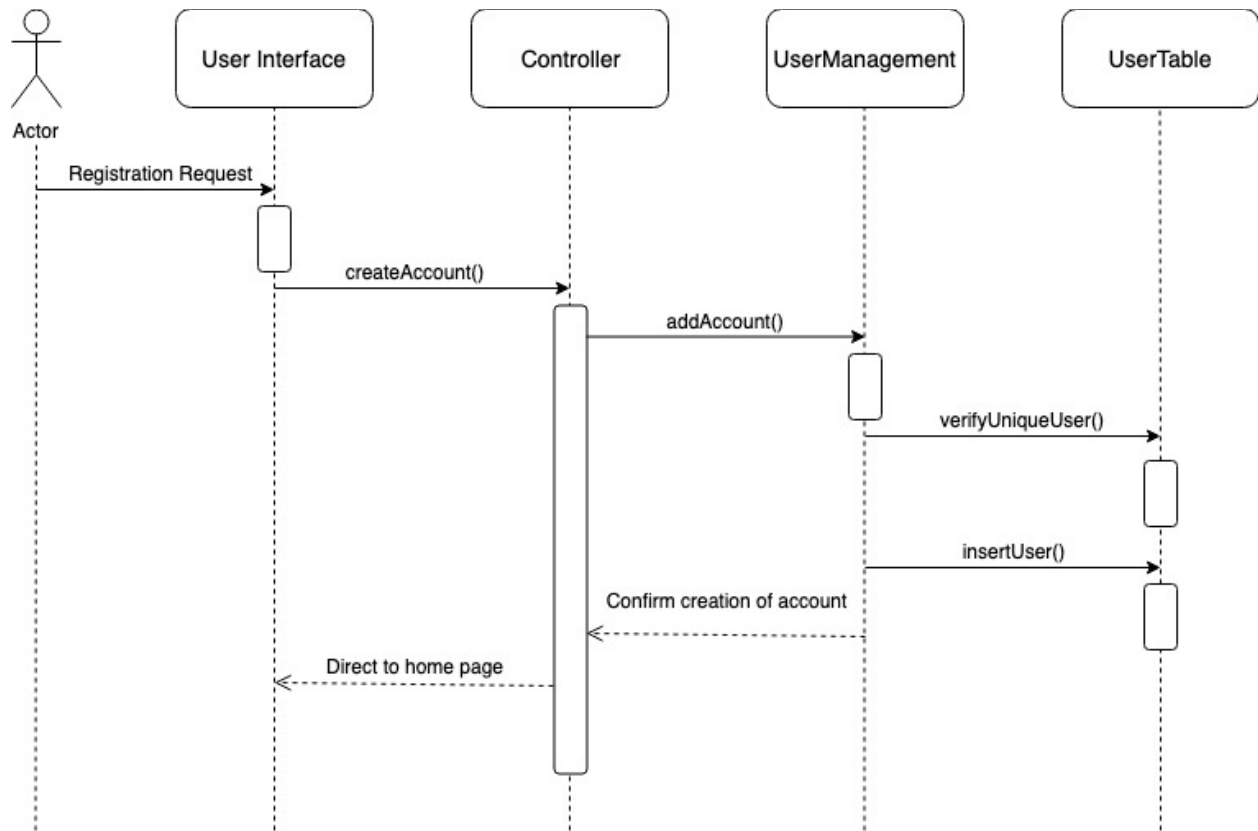 User Interface
Controller
UserManagement
UserTable
Actor
Registration Request
createAccount()
addAccount()
verifyUniqueUser()
insertUser()
Confirm creation of account
Direct to home page